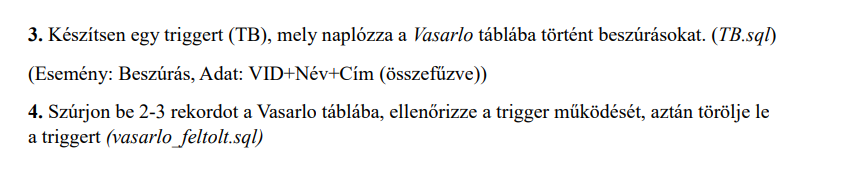 3. Készítsen egy triggert (TB), mely naplózza a Vasarlo táblába történt beszúrásokat. (TB.sql)
(Esemény: Beszúrás, Adat: VID+Név+Cím (összefűzve))
4. Szúrjon be 2-3 rekordot a Vasarlo táblába, ellenőrizze a trigger működését, aztán törölje le
a triggert (vasarlo_feltolt.sql)